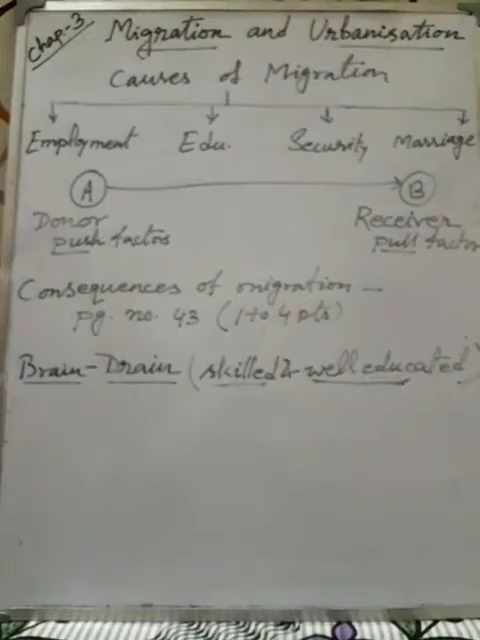 Chap-3
Migration and Urbanisation
Causes of Migration
Employment Edu. Security Marriage
A B
Donor Receiver
push factors pull factor
Consequences of migration -
pg. no. 43 (1 to 4 pts)
Brain-Drain (skilled & well educated)